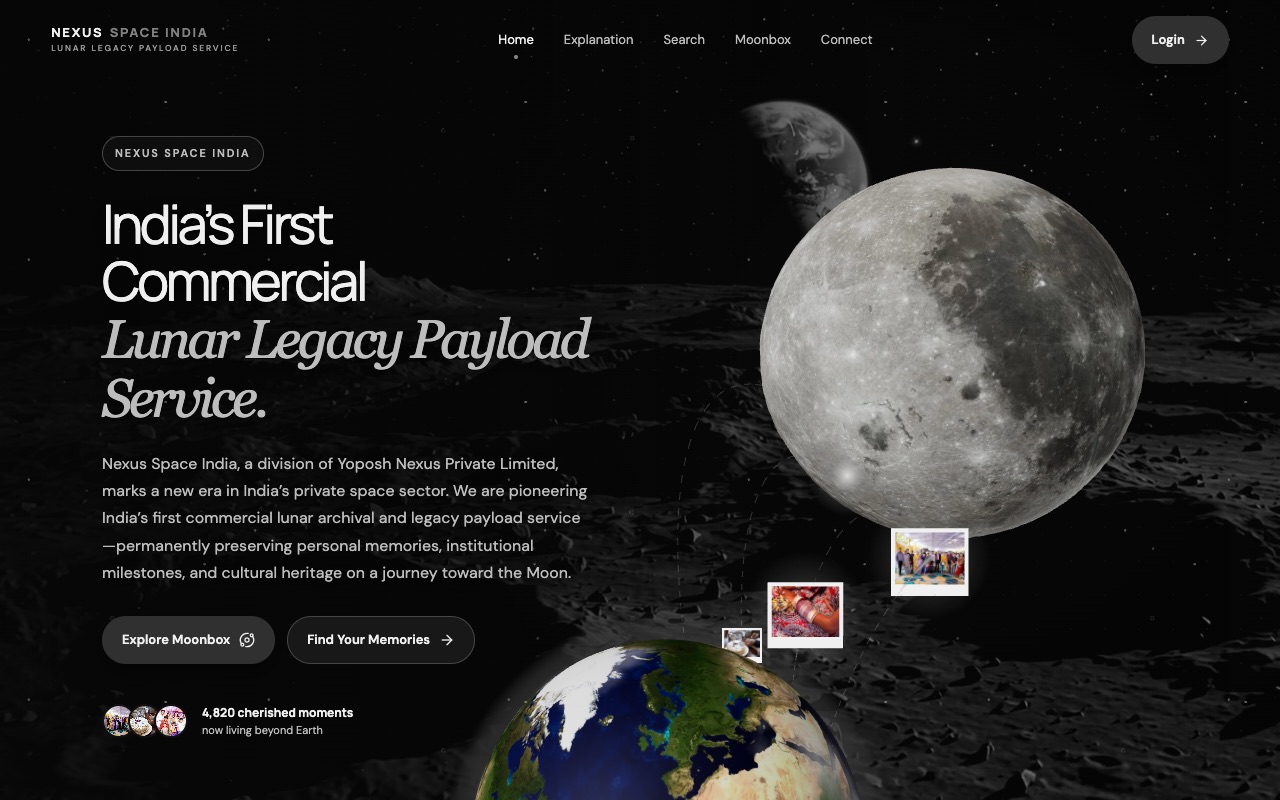 NEXUS SPACE INDIA
LUNAR LEGACY PAYLOAD SERVICE
Home Explanation Search Moonbox Connect
Login
NEXUS SPACE INDIA
India’s First
Commercial
Lunar Legacy Payload
Service.
Nexus Space India, a division of Yoposh Nexus Private Limited,
marks a new era in India’s private space sector. We are pioneering
India’s first commercial lunar archival and legacy payload service
—permanently preserving personal memories, institutional
milestones, and cultural heritage on a journey toward the Moon.
Explore Moonbox
Find Your Memories
4,820 cherished moments
now living beyond Earth